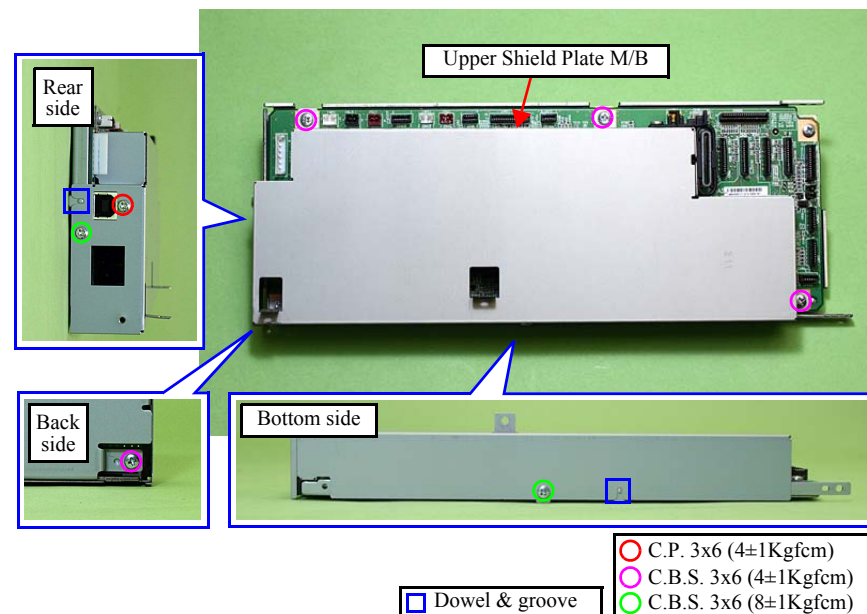 Upper Shield Plate M/B
Rear
side
Back
side
Bottom side
Dowel & groove
C.P. 3x6 (4±1Kgfcm)
C.B.S. 3x6 (4±1Kgfcm)
C.B.S. 3x6 (8±1Kgfcm)